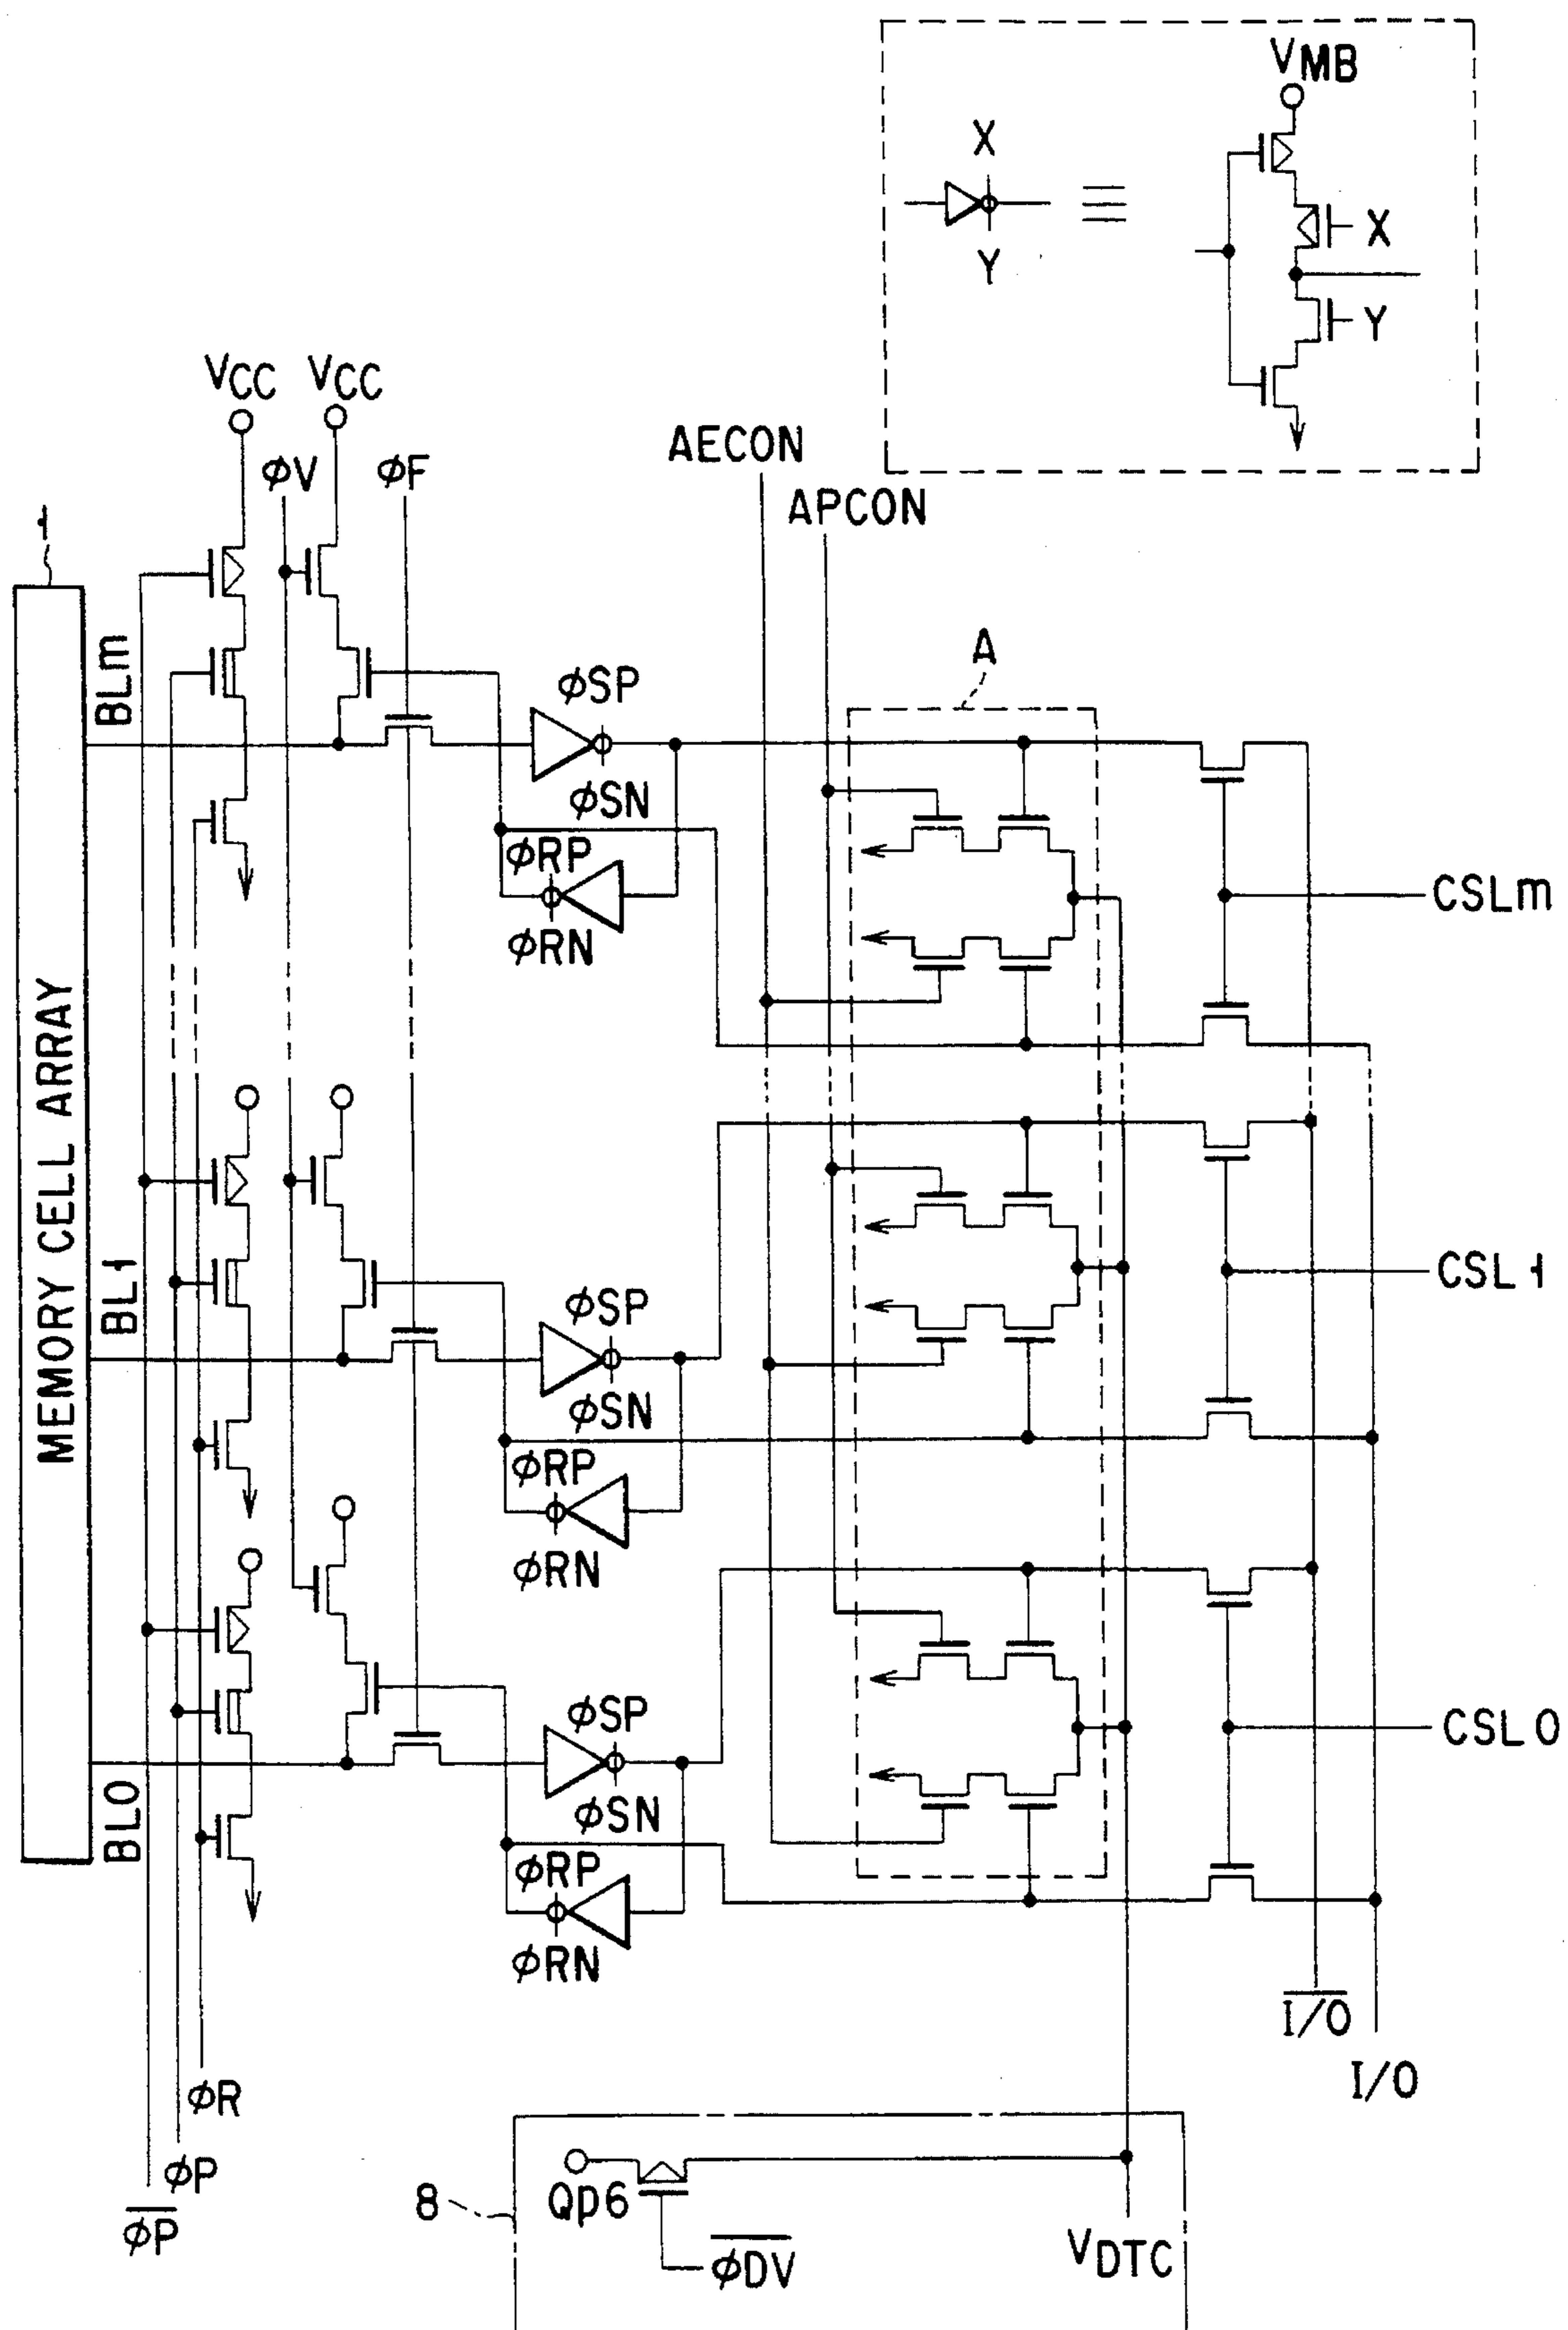 VMB
X
Y
X
Y
VCC VCC
φV φF
AECON
APCON
1
A
MEMORY CELL ARRAY
BLm
φSP
φSN
φRP
φRN
CSLm
BL1
φSP
φSN
φRP
φRN
CSL1
BL0
φSP
φSN
φRP
φRN
CSL0
I/O
I/O
φR
φP
φP
8
Qp6
φDV
VDTC